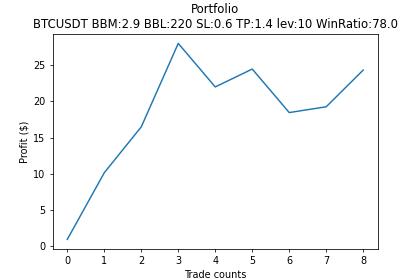 Portfolio
BTCUSDT BBM:2.9 BBL:220 SL:0.6 TP:1.4 lev:10 WinRatio:78.0
25
20
15
10
5
0
Profit ($)
0 1 2 3 4 5 6 7 8
Trade counts